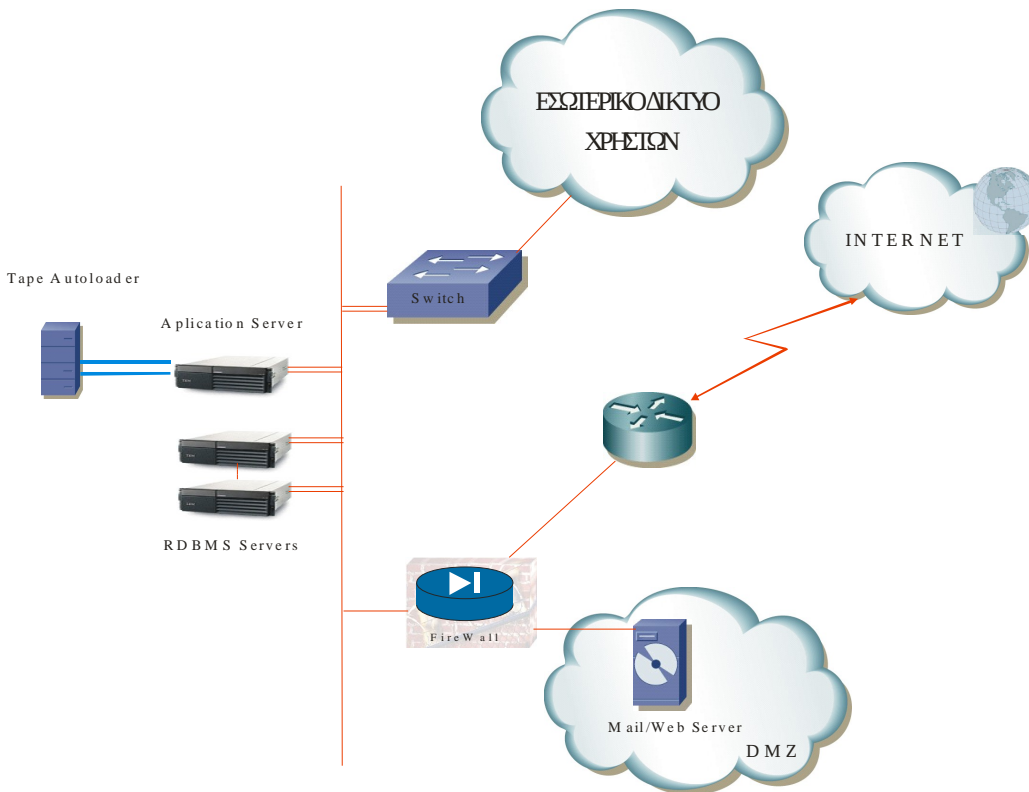 ΕΣΩΤΕΡΙΚΟ ΔΙΚΤΥΟ
ΧΡΗΣΤΩΝ
INTERNET
Tape Autoloader
Switch
Aplication Server
RDBMS Servers
FireWall
Mail/Web Server
DMZ